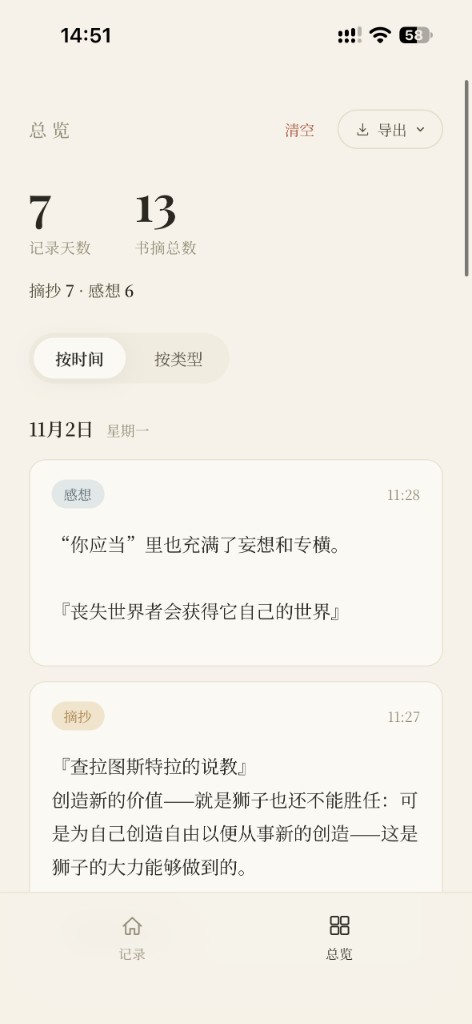 14:51
58
总览
清空
导出
7
13
记录天数
书摘总数
摘抄 7 · 感想 6
按时间
按类型
11月2日 星期一
感想
11:28
“你应当”里也充满了妄想和专横。
『丧失世界者会获得它自己的世界』
摘抄
11:27
『查拉图斯特拉的说教』
创造新的价值——就是狮子也还不能胜任：可
是为自己创造自由以便从事新的创造——这是
狮子的大力能够做到的。
记录
总览